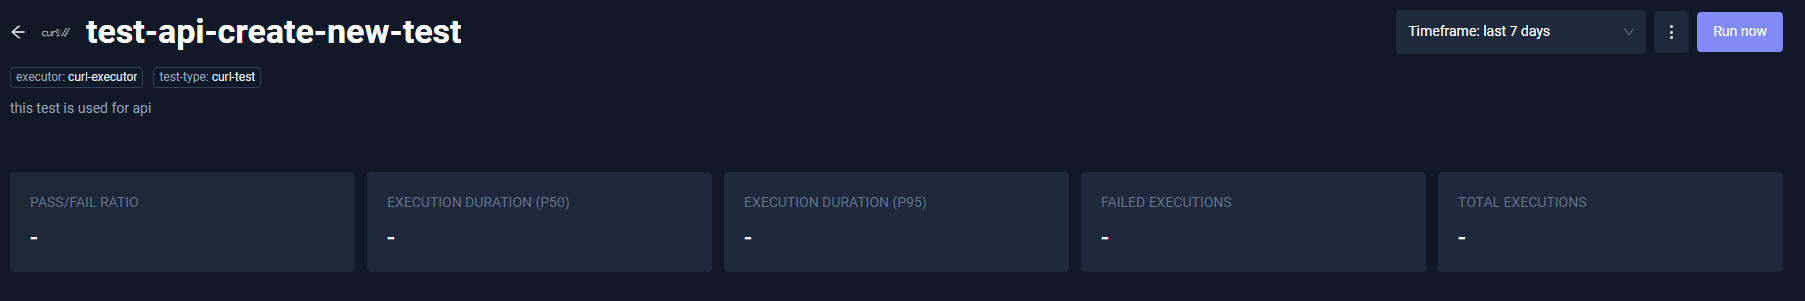 curl://
test-api-create-new-test
Timeframe: last 7 days
Run now
executor: curl-executor
test-type: curl-test
this test is used for api
PASS/FAIL RATIO
-
EXECUTION DURATION (P50)
-
EXECUTION DURATION (P95)
-
FAILED EXECUTIONS
-
TOTAL EXECUTIONS
-